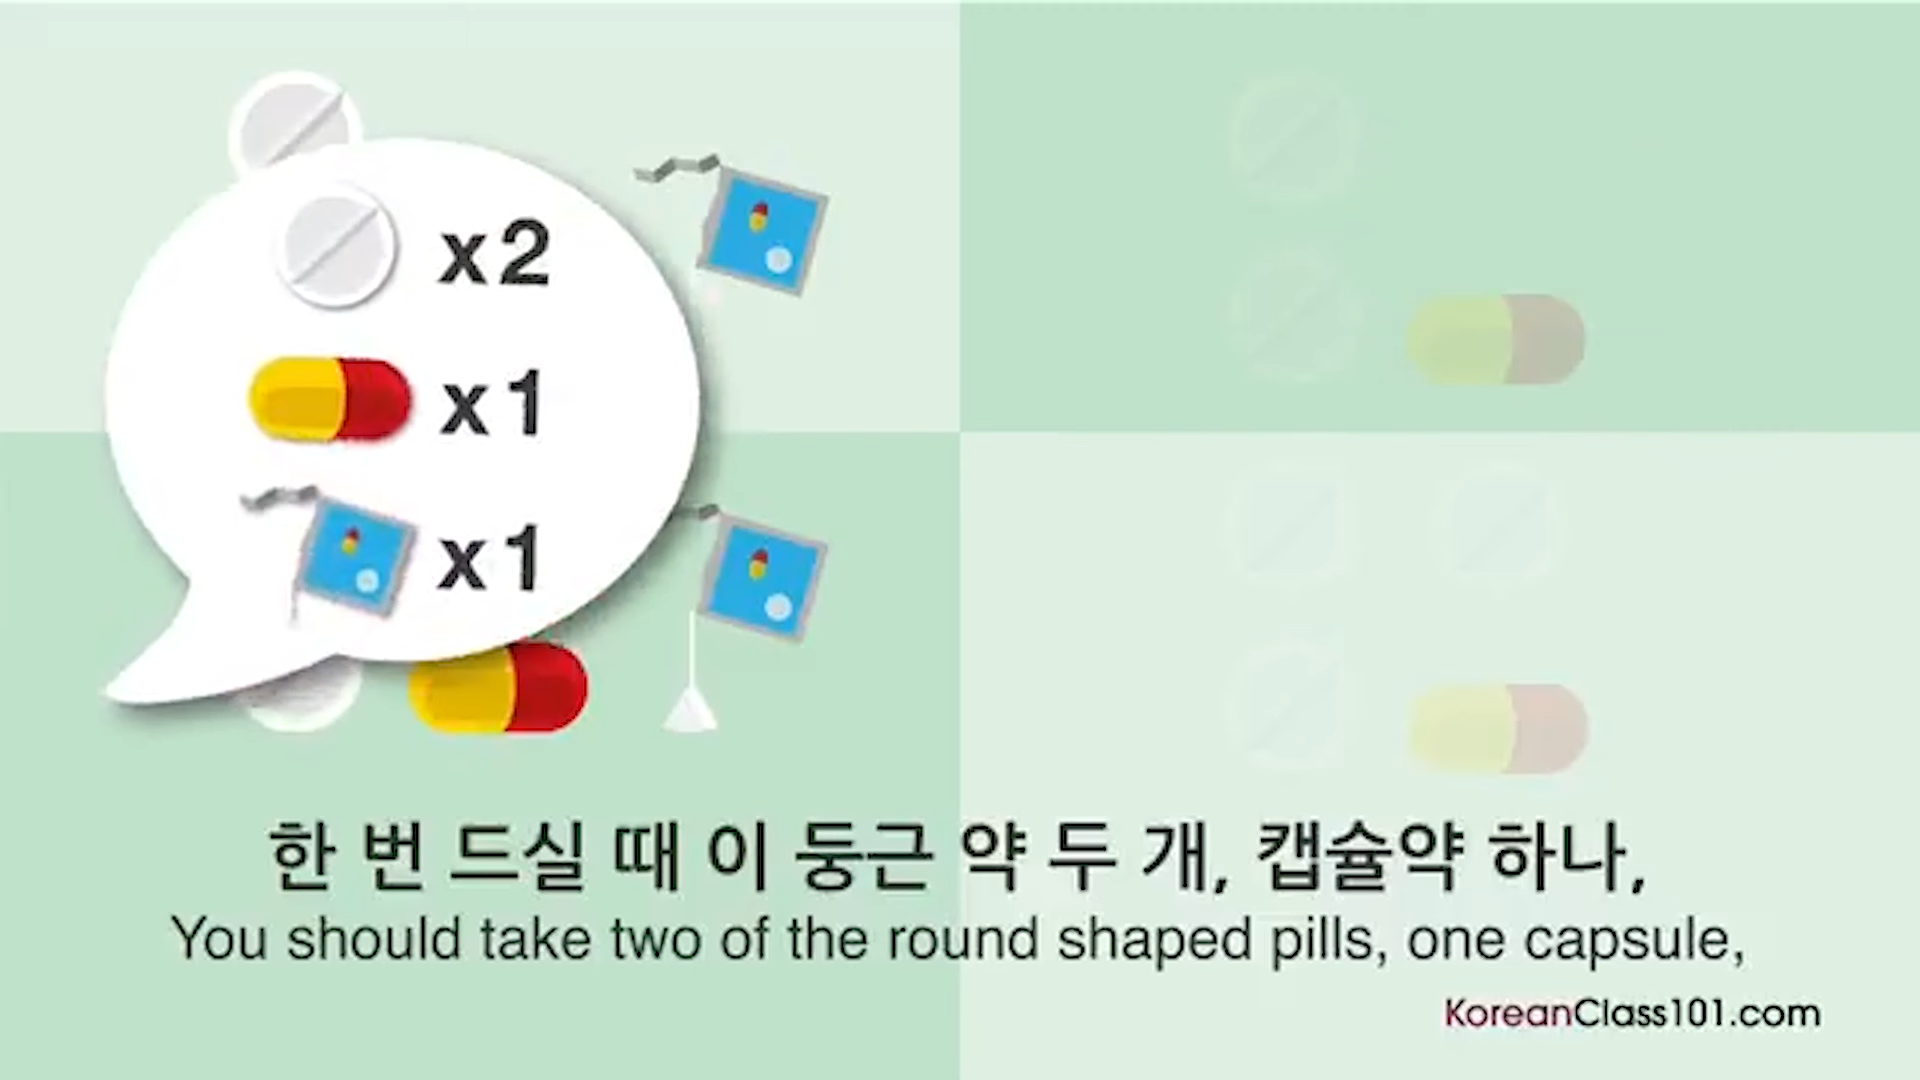 x2
x1
x1
한 번 드실 때 이 둥근 약 두 개, 캡슐약 하나,
You should take two of the round shaped pills, one capsule,
KoreanClass101.com